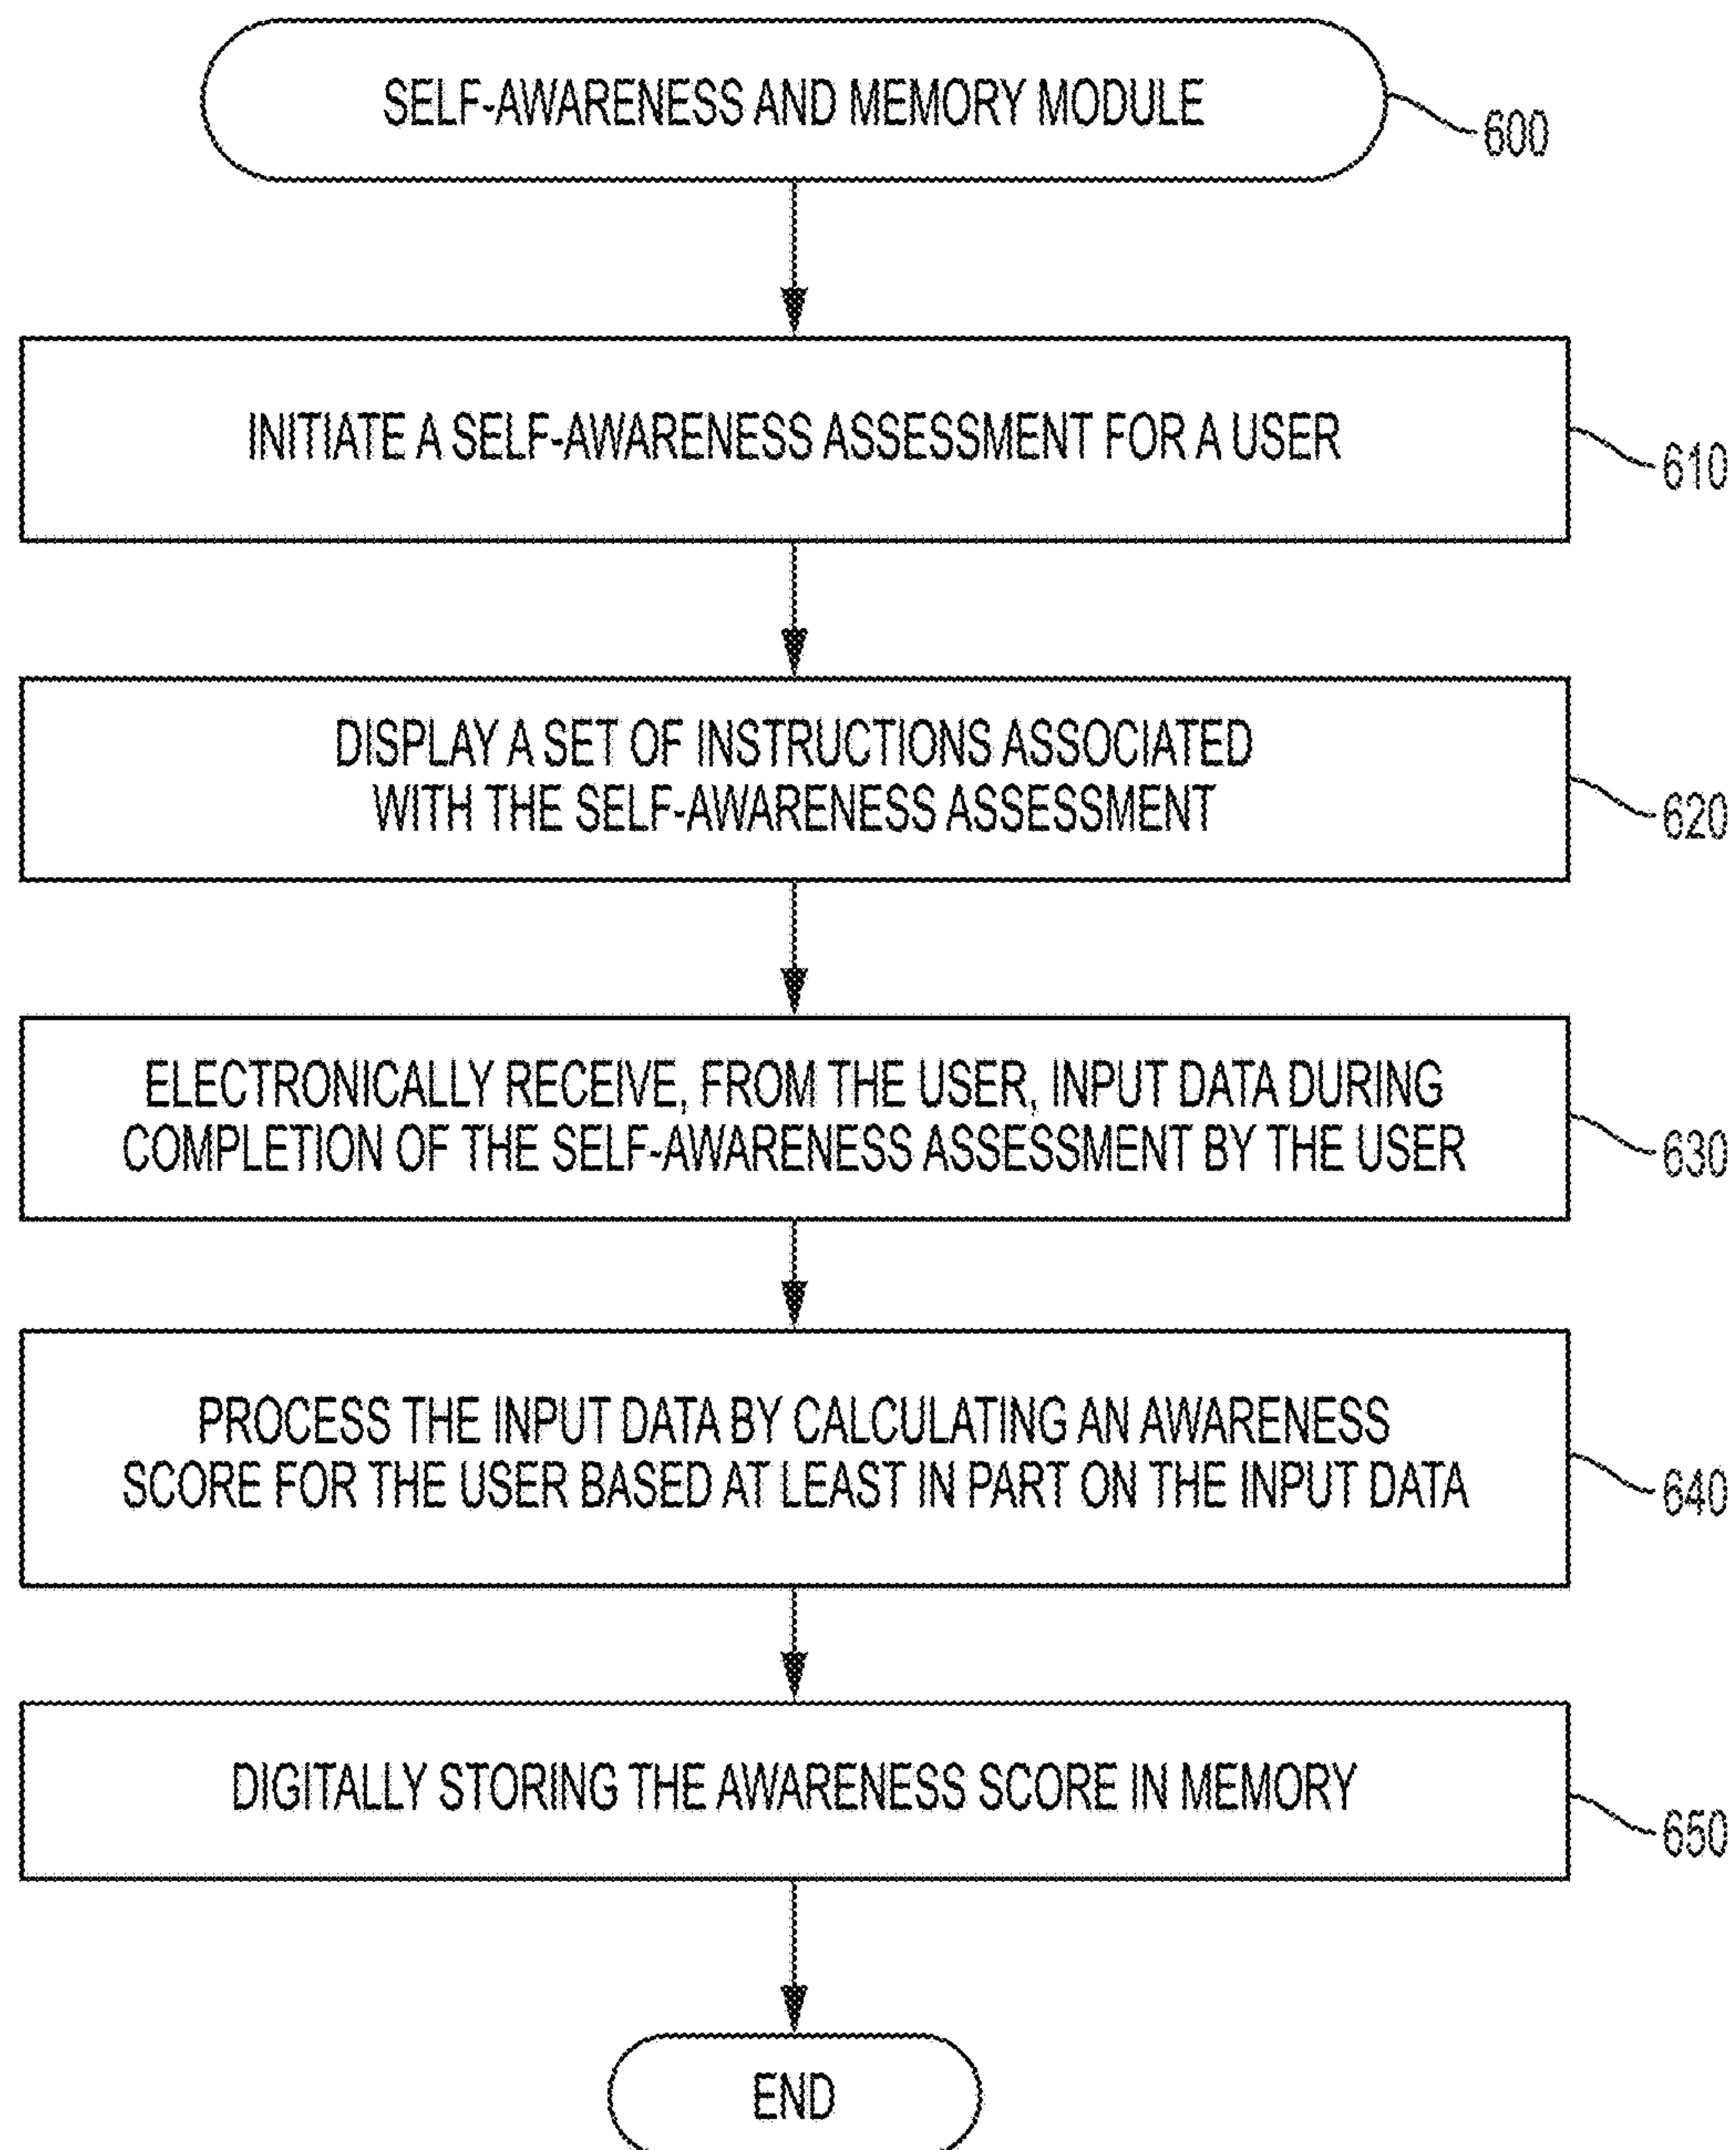 SELF-AWARENESS AND MEMORY MODULE
600
INITIATE A SELF-AWARENESS ASSESSMENT FOR A USER
610
DISPLAY A SET OF INSTRUCTIONS ASSOCIATED
WITH THE SELF-AWARENESS ASSESSMENT
620
ELECTRONICALLY RECEIVE, FROM THE USER, INPUT DATA DURING
COMPLETION OF THE SELF-AWARENESS ASSESSMENT BY THE USER
630
PROCESS THE INPUT DATA BY CALCULATING AN AWARENESS
SCORE FOR THE USER BASED AT LEAST IN PART ON THE INPUT DATA
640
DIGITALLY STORING THE AWARENESS SCORE IN MEMORY
650
END